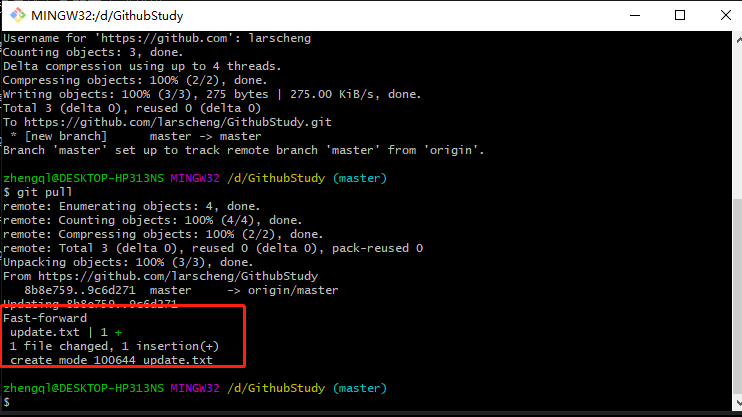 MINGW32:/d/GithubStudy
Username for 'https://github.com': larscheng
Counting objects: 3, done.
Delta compression using up to 4 threads.
Compressing objects: 100% (2/2), done.
Writing objects: 100% (3/3), 275 bytes | 275.00 KiB/s, done.
Total 3 (delta 0), reused 0 (delta 0)
To https://github.com/larscheng/GithubStudy.git
 * [new branch]      master -> master
Branch 'master' set up to track remote branch 'master' from 'origin'.
zhengql@DESKTOP-HP313NS MINGW32 /d/GithubStudy (master)
$ git pull
remote: Enumerating objects: 4, done.
remote: Counting objects: 100% (4/4), done.
remote: Compressing objects: 100% (2/2), done.
remote: Total 3 (delta 0), reused 0 (delta 0), pack-reused 0
Unpacking objects: 100% (3/3), done.
From https://github.com/larscheng/GithubStudy
   8b8e759..9c6d271  master     -> origin/master
Updating 8b8e759..9c6d271
Fast-forward
 update.txt | 1 +
 1 file changed, 1 insertion(+)
 create mode 100644 update.txt
zhengql@DESKTOP-HP313NS MINGW32 /d/GithubStudy (master)
$